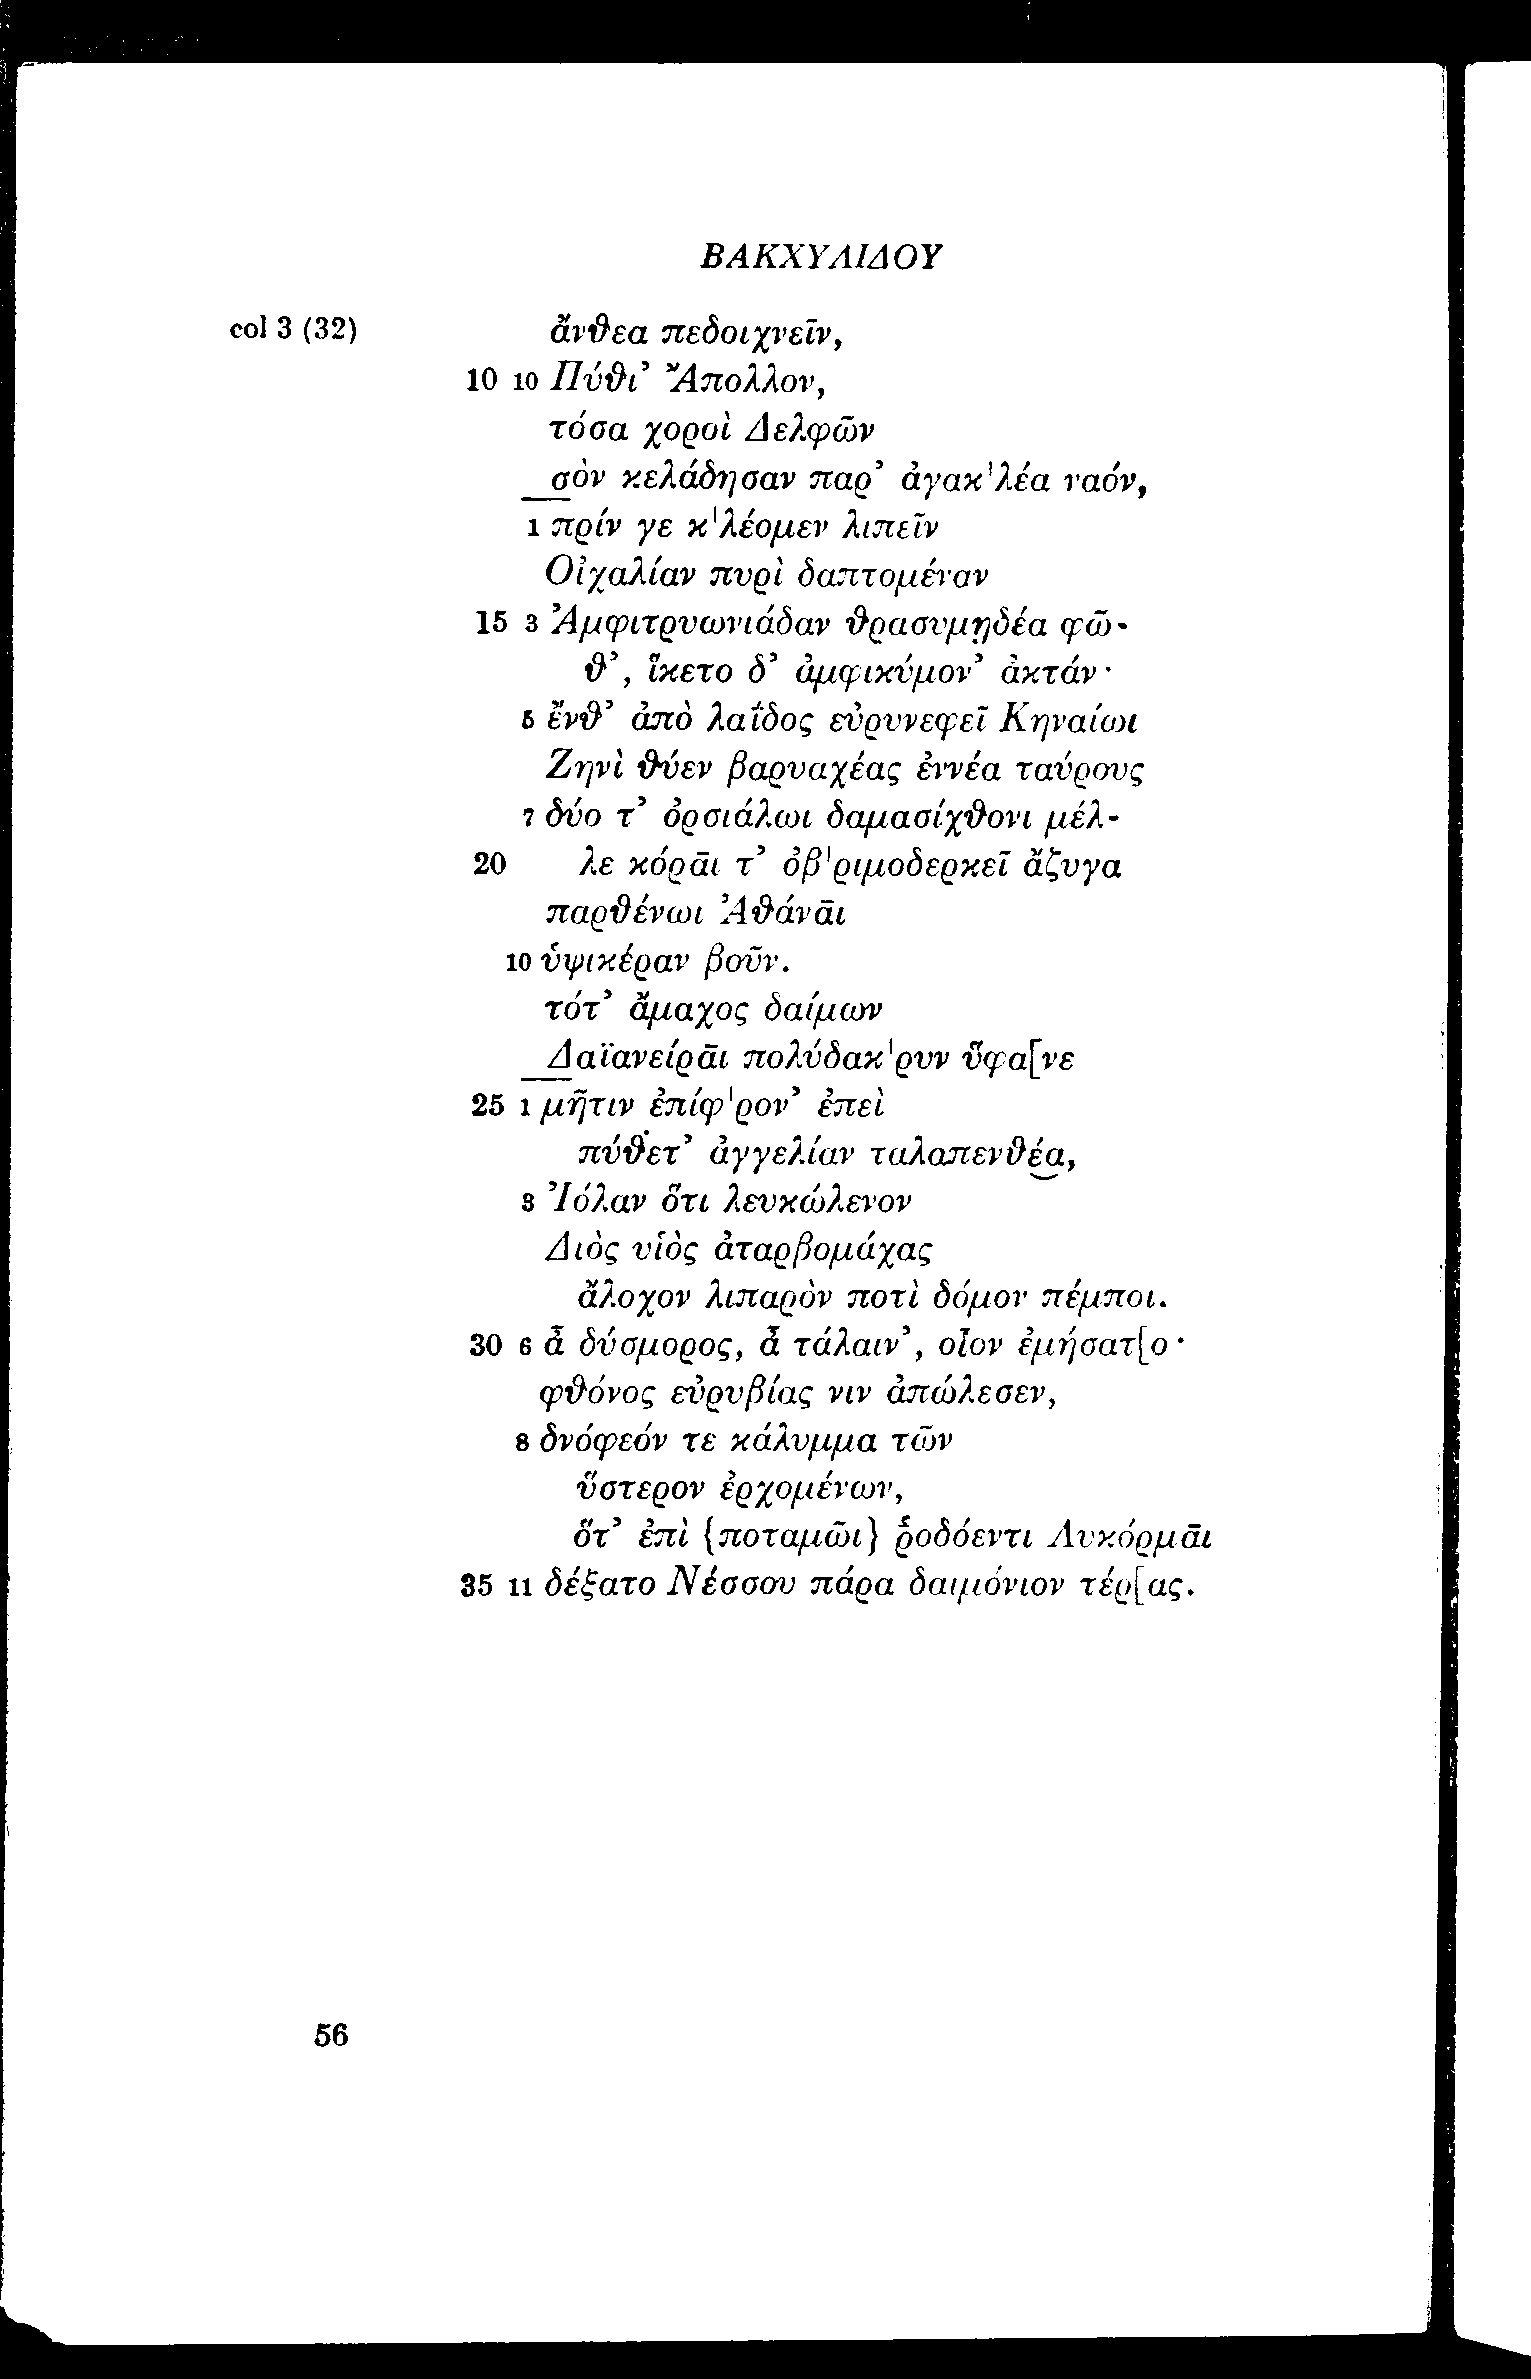 ΒΑΚΧΥΛΙΔΟΥ
col 3 (32) ἄνθεα πεδοιχνεῖν,
10 10 Πύθι’ Ἄπολλον,
τόσα χοροὶ Δελφῶν
σὸν κελάδησαν παρ’ ἀγακ'λέα ναόν,
1 πρίν γε κ'λέομεν λιπεῖν
Οἰχαλίαν πυρὶ δαπτομέναν
15 3 Ἀμφιτρυωνιάδαν θρασυμηδέα φῶ-
θ’, ἵκετο δ’ ἀμφικύμον’ ἀκτάν·
5 ἔνθ’ ἀπὸ λαΐδος εὐρυνεφεῖ Κηναίωι
Ζηνὶ θύεν βαρυαχέας ἐννέα ταύρους
7 δύο τ’ ὀρσιάλωι δαμασίχθονι μέλ-
20 λε κόρᾱι τ’ ὀβ'ριμοδερκεῖ ἄζυγα
παρθένωι Ἀθάνᾱι
10 ὑψικέραν βοῦν.
τότ’ ἄμαχος δαίμων
Δαϊανείρᾱι πολύδακ'ρυν ὕφα[νε
25 1 μῆτιν ἐπίφ'ρον’ ἐπεὶ
πύθετ’ ἀγγελίαν ταλαπενθέα,
3 Ἰόλαν ὅτι λευκώλενον
Διὸς υἱὸς ἀταρβομάχας
ἄλοχον λιπαρὸν ποτὶ δόμον πέμποι.
30 6 ἆ δύσμορος, ἆ τάλαιν’, οἷον ἐμήσατ[ο·
φθόνος εὐρυβίας νιν ἀπώλεσεν,
8 δνόφεόν τε κάλυμμα τῶν
ὕστερον ἐρχομένων,
ὅτ’ ἐπὶ {ποταμῶι} ῥοδόεντι Λυκόρμᾱι
35 11 δέξατο Νέσσου πάρα δαιμόνιον τέρ[ας.
56